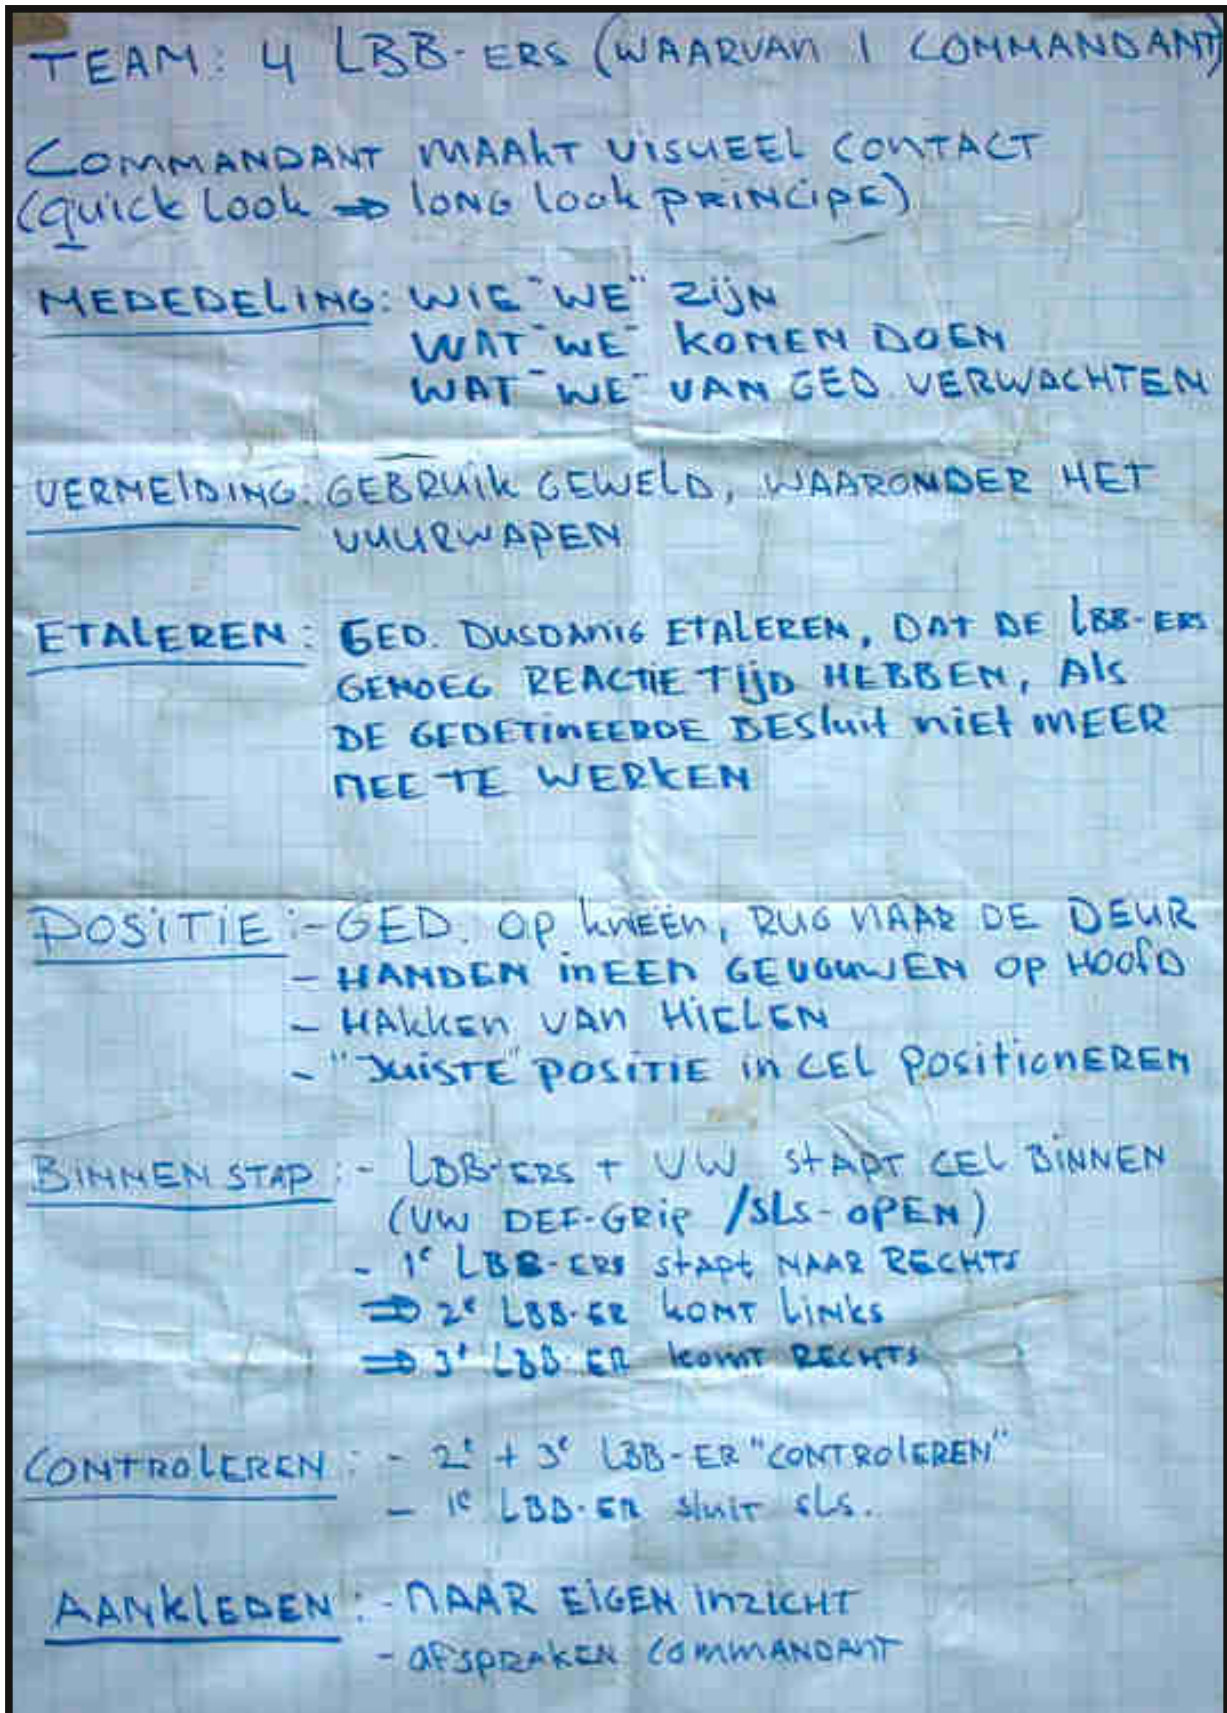 TEAM: 4 LBB-ERS (WAARVAN 1 COMMANDANT)
COMMANDANT MAAKT VISUEEL CONTACT
(quick look => LONG look PRINCIPE)
MEDEDELING: WIE "WE" ZIJN
WAT "WE" KOMEN DOEN
WAT "WE" VAN GED. VERWACHTEN
VERMELDING: GEBRUIK GEWELD, WAARONDER HET
VUURWAPEN
ETALEREN: GED. DUSDANIG ETALEREN, DAT DE LBB-ERS
GENOEG REACTIE TIJD HEBBEN, ALS
DE GEDETINEERDE BESLUIT NIET MEER
MEE TE WERKEN
POSITIE: - GED. OP KNEEN, RUG NAAR DE DEUR
- HANDEN INEEN GEVOUWEN OP HOOFD
- HAKKEN VAN HIELEN
- "JUISTE" POSITIE IN CEL POSITIONEREN
BINNEN STAP: - LBB-ERS + VW STAPT CEL BINNEN
(VW DEF-GRIP / SLS-OPEN)
- 1e LBB-ERS STAPT NAAR RECHTS
=> 2e LBB-ER KOMT LINKS
=> 3e LBB-ER KOMT RECHTS
CONTROLEREN: - 2e + 3e LBB-ER "CONTROLEREN"
- 1e LBB-ER SLUIT SLS.
AANKLEDEN: - NAAR EIGEN INZICHT
- AFSPRAKEN COMMANDANT